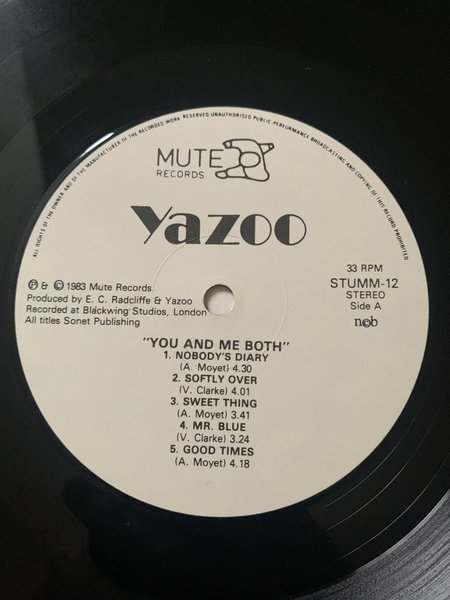 ALL RIGHTS OF THE OWNER AND OF THE MANUFACTURER OF THE RECORDED WORK RESERVED. UNAUTHORISED PUBLIC PERFORMANCE BROADCASTING AND COPYING OF THIS RECORD PROHIBITED
MUTE
RECORDS
Yazoo
℗ & © 1983 Mute Records
Produced by E. C. Radcliffe & Yazoo
Recorded at Blackwing Studios, London
All titles Sonet Publishing
33 RPM
STUMM-12
STEREO
Side A
n©b
"YOU AND ME BOTH"
1. NOBODY'S DIARY
(A. Moyet) 4.30
2. SOFTLY OVER
(V. Clarke) 4.01
3. SWEET THING
(A. Moyet) 3.41
4. MR. BLUE
(V. Clarke) 3.24
5. GOOD TIMES
(A. Moyet) 4.18